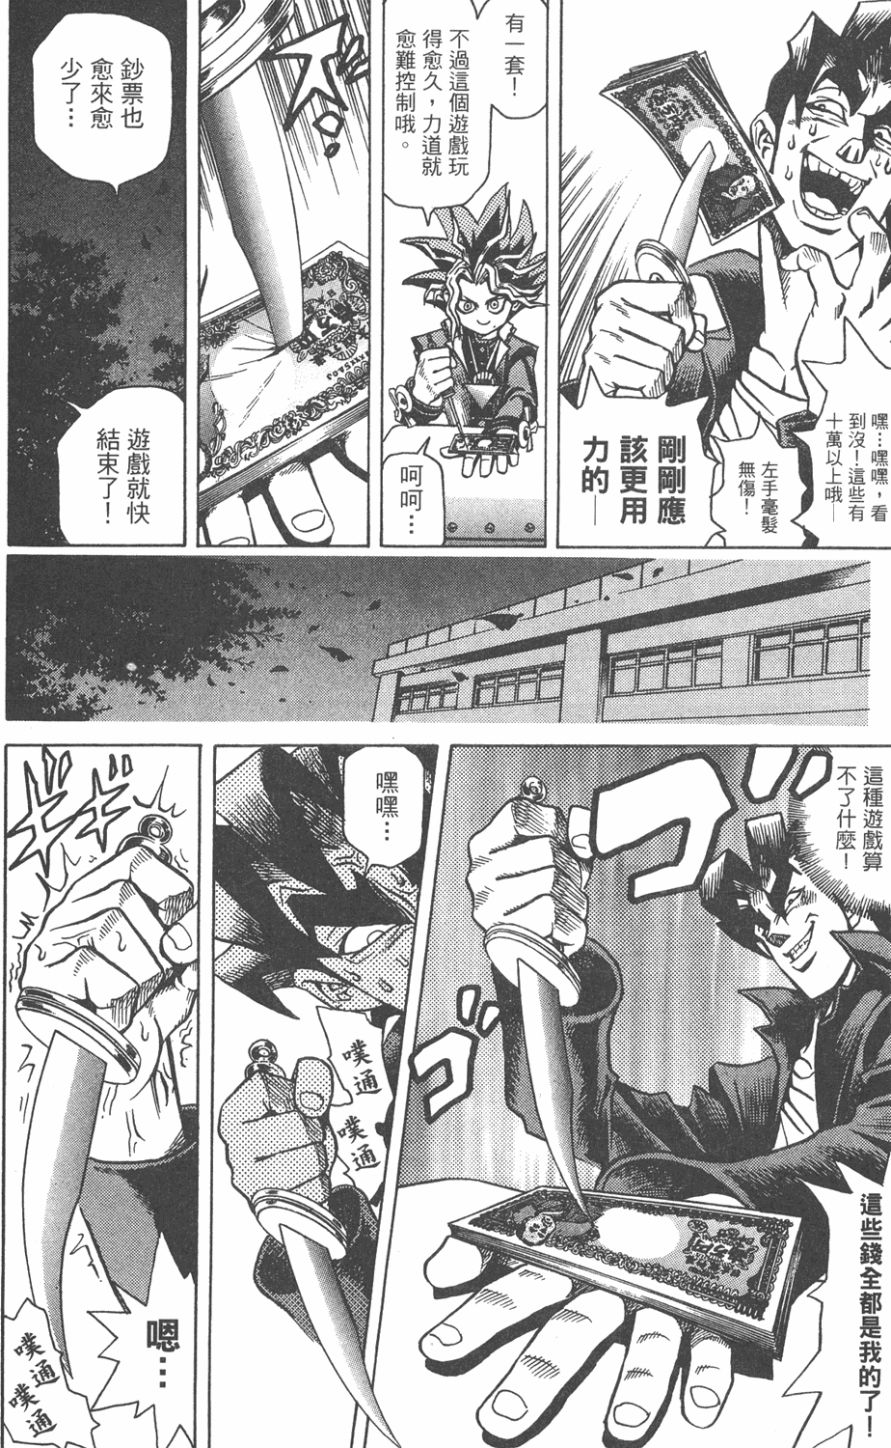 嘿…嘿嘿，看
到沒！這些有
十萬以上哦─
左手毫髮
無傷！
剛剛應
該更用
力的─
有一套！
不過這個遊戲玩
得愈久，力道就
愈難控制哦。
呵呵…
鈔票也
愈來愈
少了…
遊戲就快
結束了！
這種遊戲算
不了什麼！
ゴゴ
這些錢全都是我的了！
嘿嘿…
噗通
噗通
ギギ
嗯…
噗通
噗通